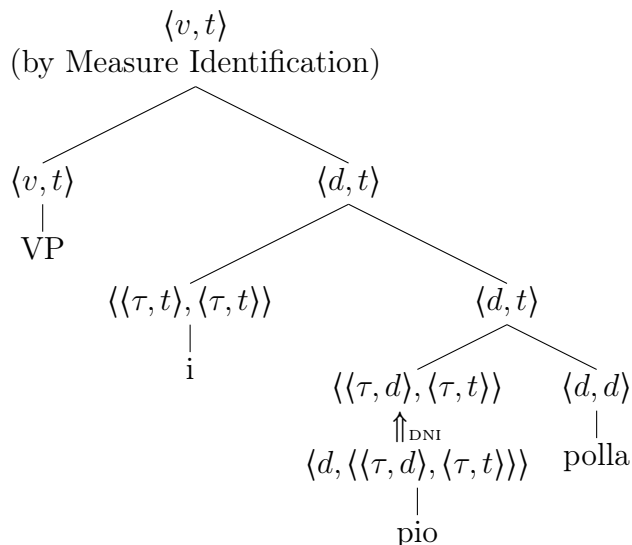 ⟨v, t⟩
(by Measure Identification)
⟨v, t⟩ ⟨d, t⟩
VP
⟨⟨τ, t⟩, ⟨τ, t⟩⟩ ⟨d, t⟩
i
⟨⟨τ, d⟩, ⟨τ, t⟩⟩ ⟨d, d⟩
⇑DNI polla
⟨d, ⟨⟨τ, d⟩, ⟨τ, t⟩⟩⟩
pio